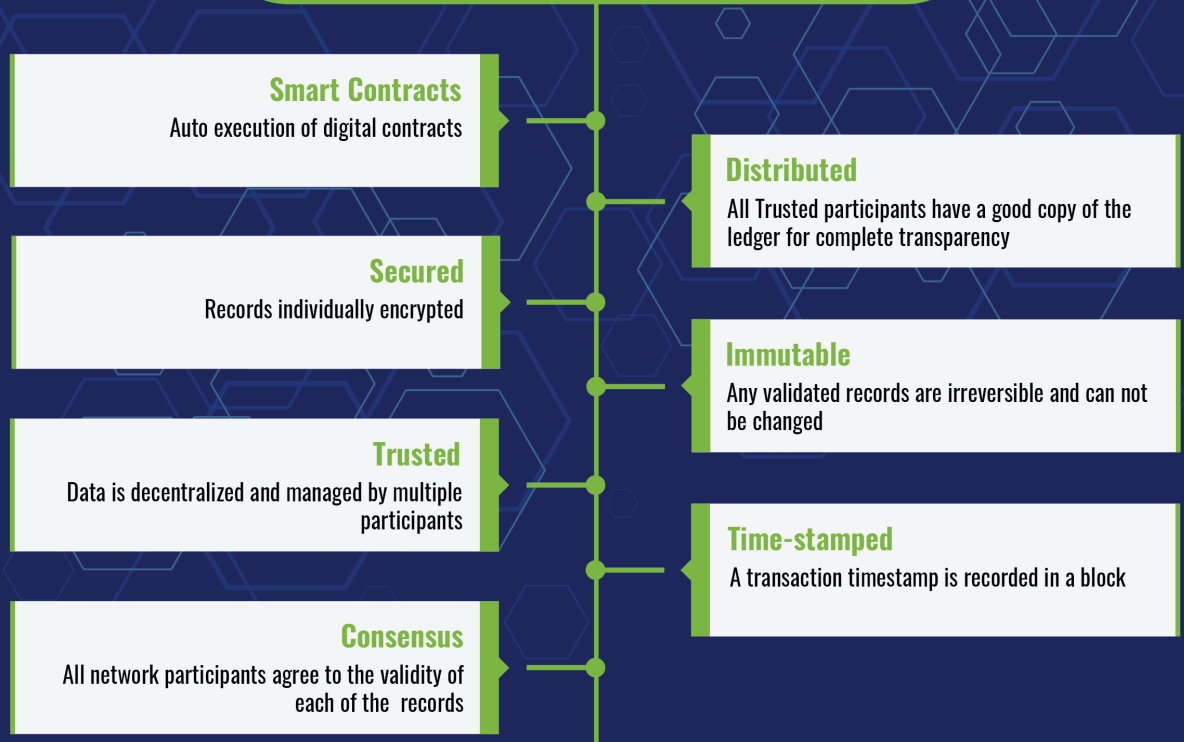 Smart Contracts
Auto execution of digital contracts
Distributed
All Trusted participants have a good copy of the
ledger for complete transparency
Secured
Records individually encrypted
Immutable
Any validated records are irreversible and can not
be changed
Trusted
Data is decentralized and managed by multiple
participants
Time-stamped
A transaction timestamp is recorded in a block
Consensus
All network participants agree to the validity of
each of the  records